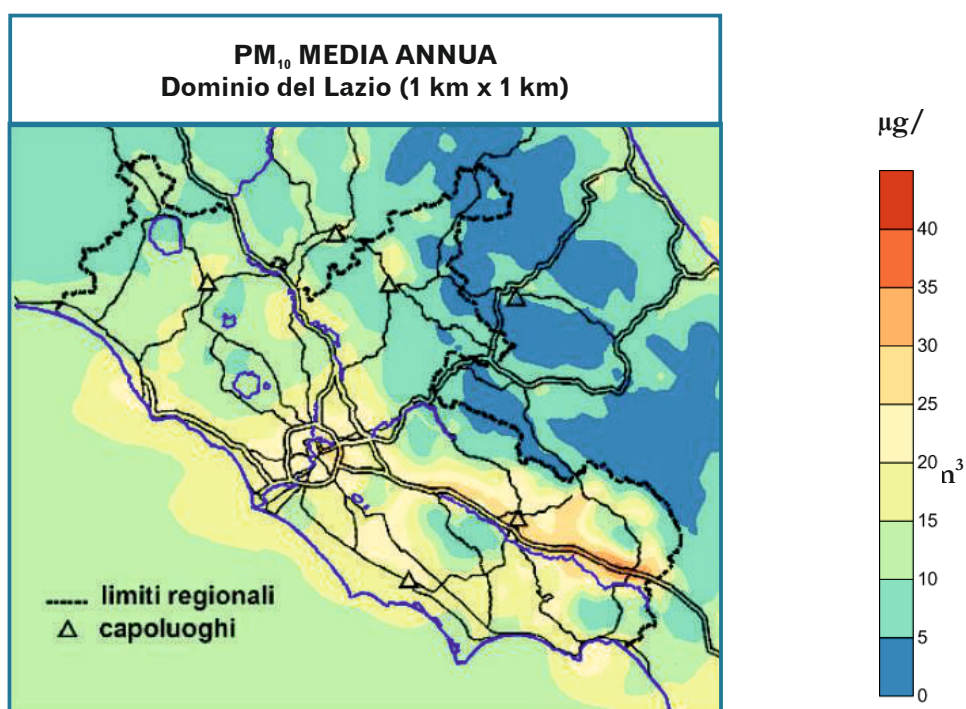 PM₁₀ MEDIA ANNUA
Dominio del Lazio (1 km x 1 km)
µg/
40
35
30
25
20
n³
15
10
5
0
limiti regionali
capoluoghi